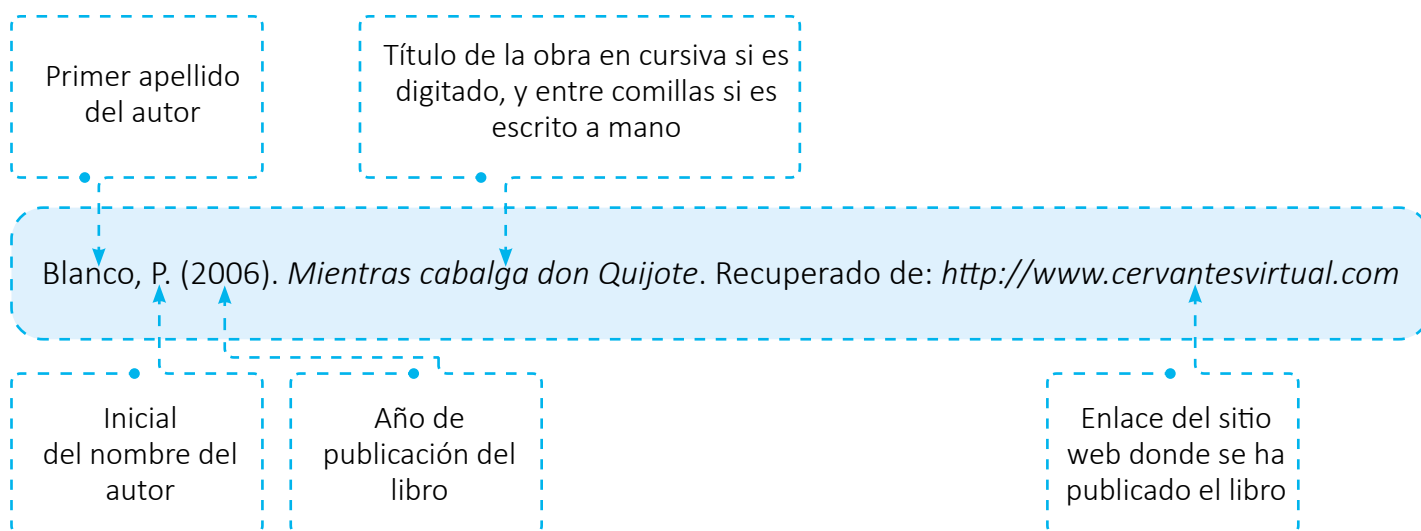 Primer apellido
del autor
Título de la obra en cursiva si es
digitado, y entre comillas si es
escrito a mano
Blanco, P. (2006). Mientras cabalga don Quijote. Recuperado de: http://www.cervantesvirtual.com
Inicial
del nombre del
autor
Año de
publicación del
libro
Enlace del sitio
web donde se ha
publicado el libro